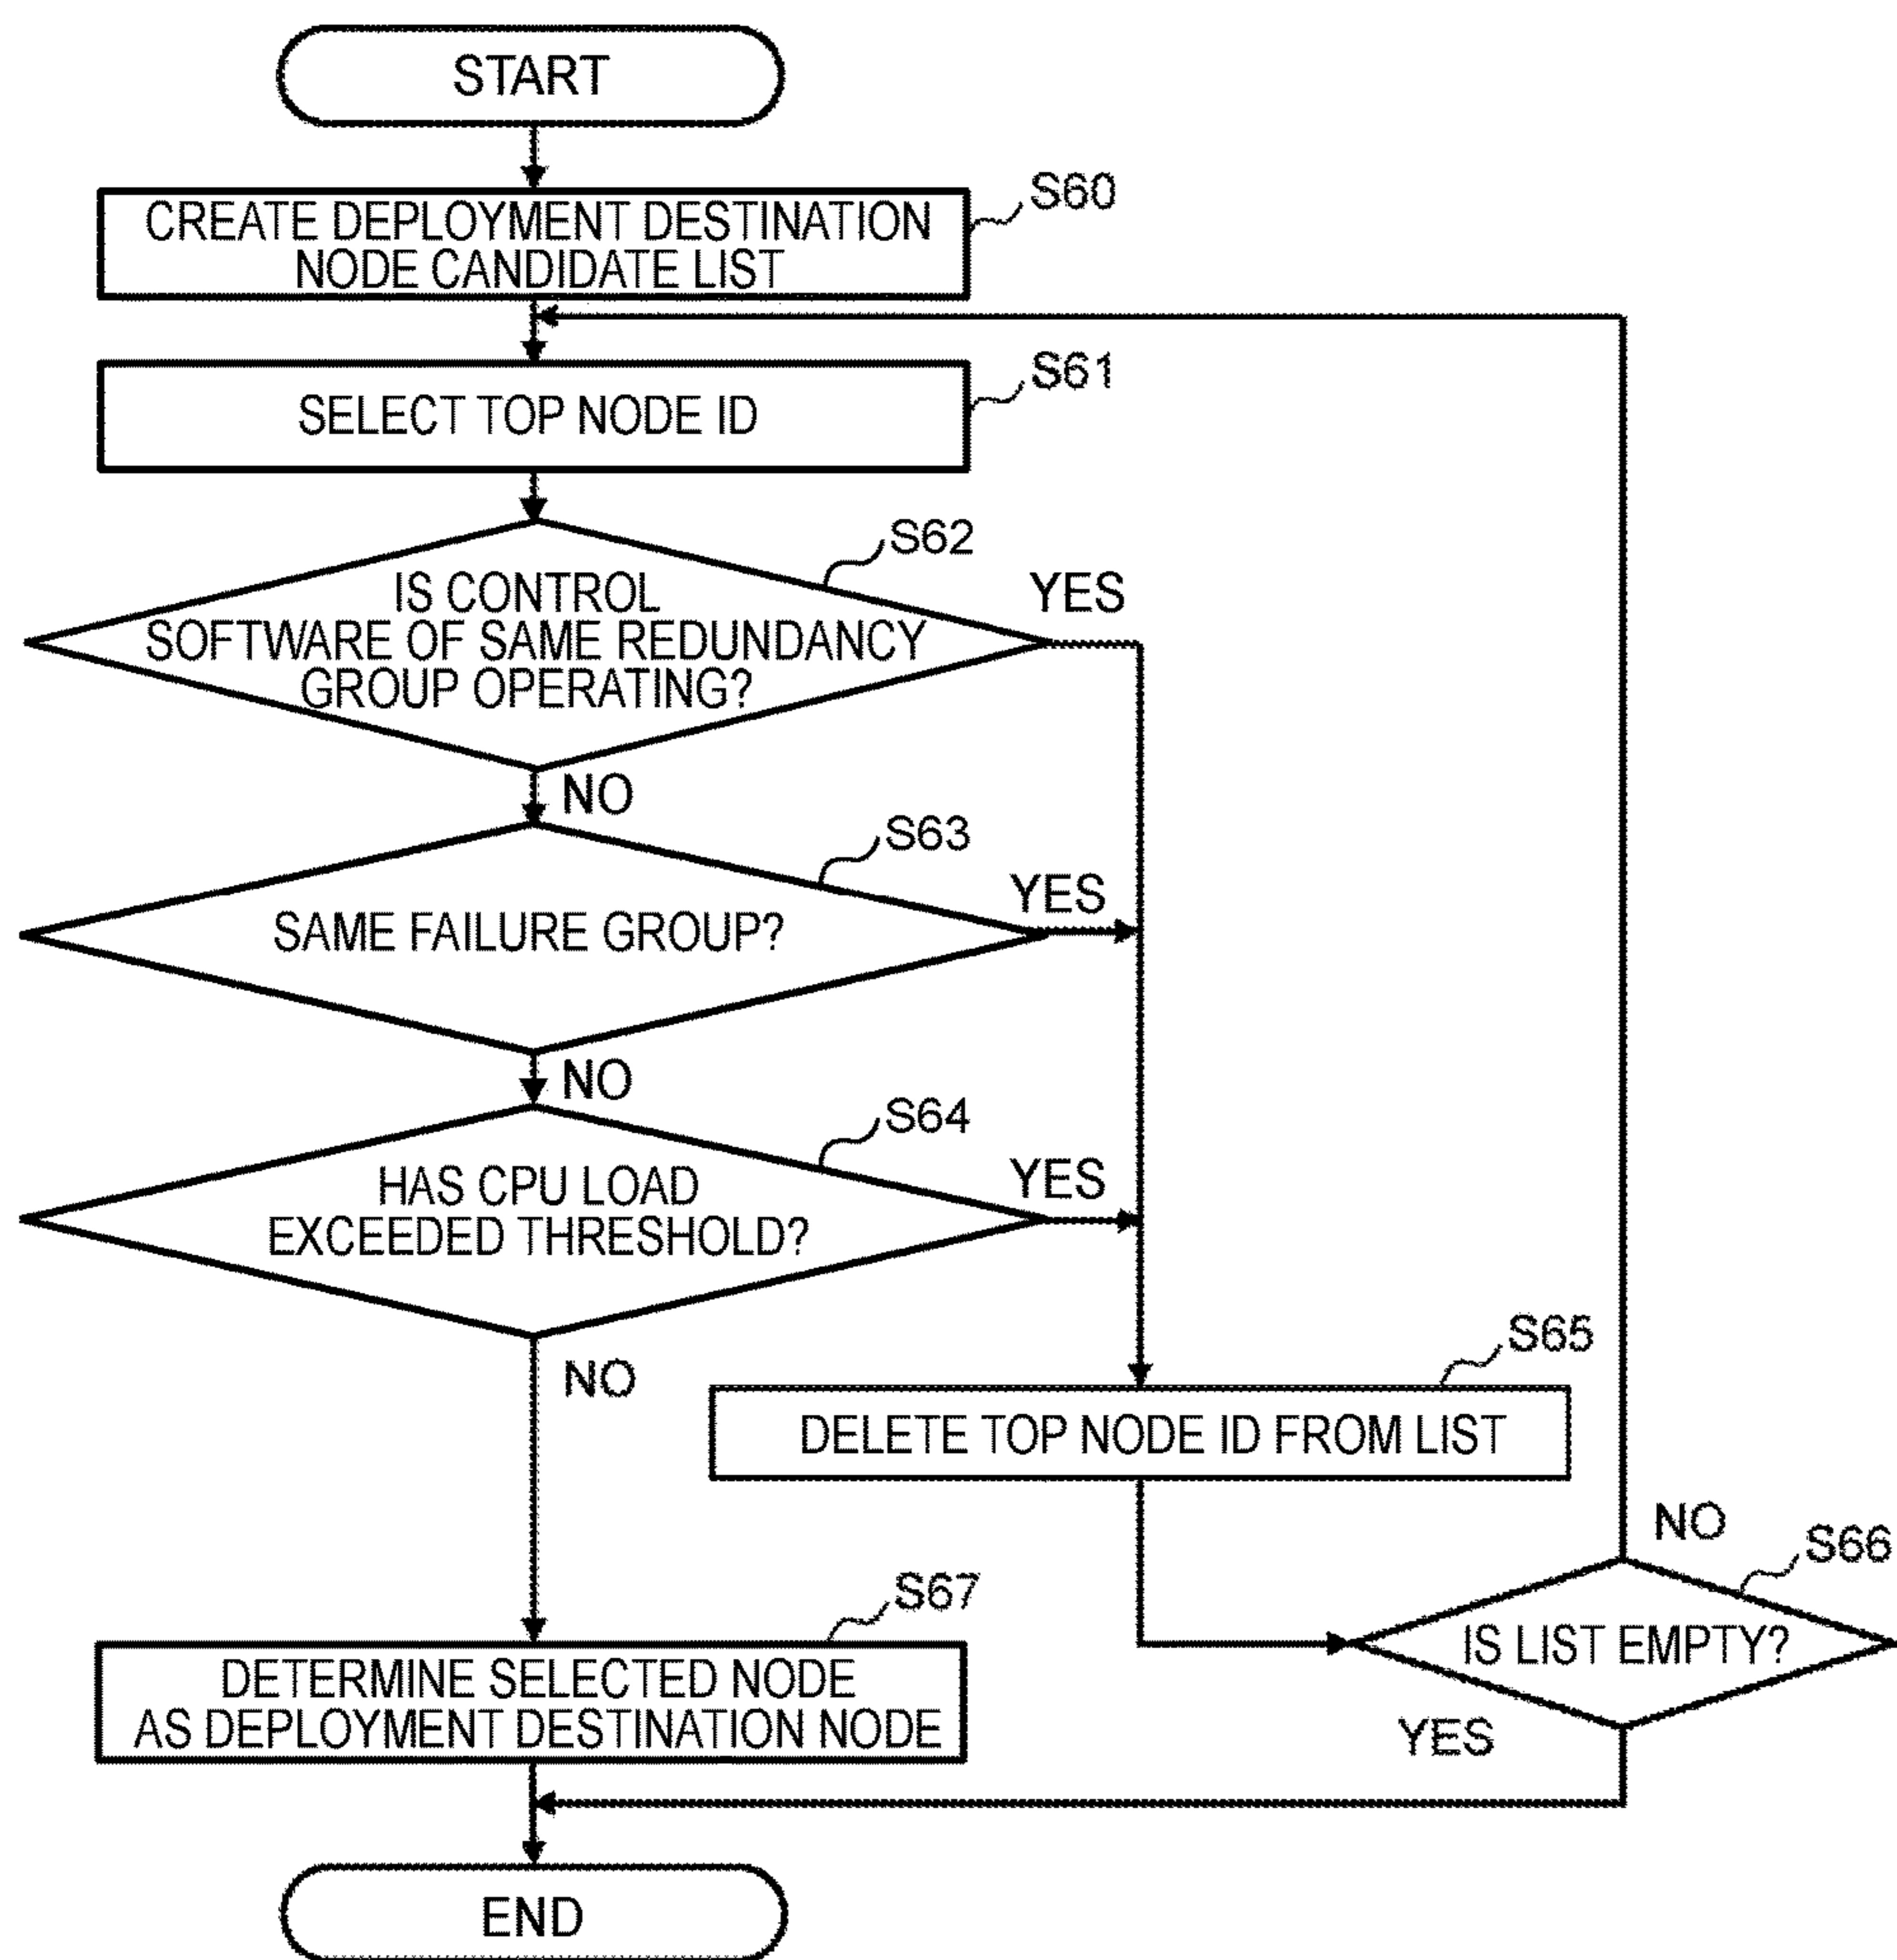 START
S60
CREATE DEPLOYMENT DESTINATION
NODE CANDIDATE LIST
S61
SELECT TOP NODE ID
S62
IS CONTROL
SOFTWARE OF SAME REDUNDANCY
GROUP OPERATING?
YES
NO
S63
SAME FAILURE GROUP?
YES
NO
S64
HAS CPU LOAD
EXCEEDED THRESHOLD?
YES
NO
S65
DELETE TOP NODE ID FROM LIST
NO
S66
IS LIST EMPTY?
YES
S67
DETERMINE SELECTED NODE
AS DEPLOYMENT DESTINATION NODE
END